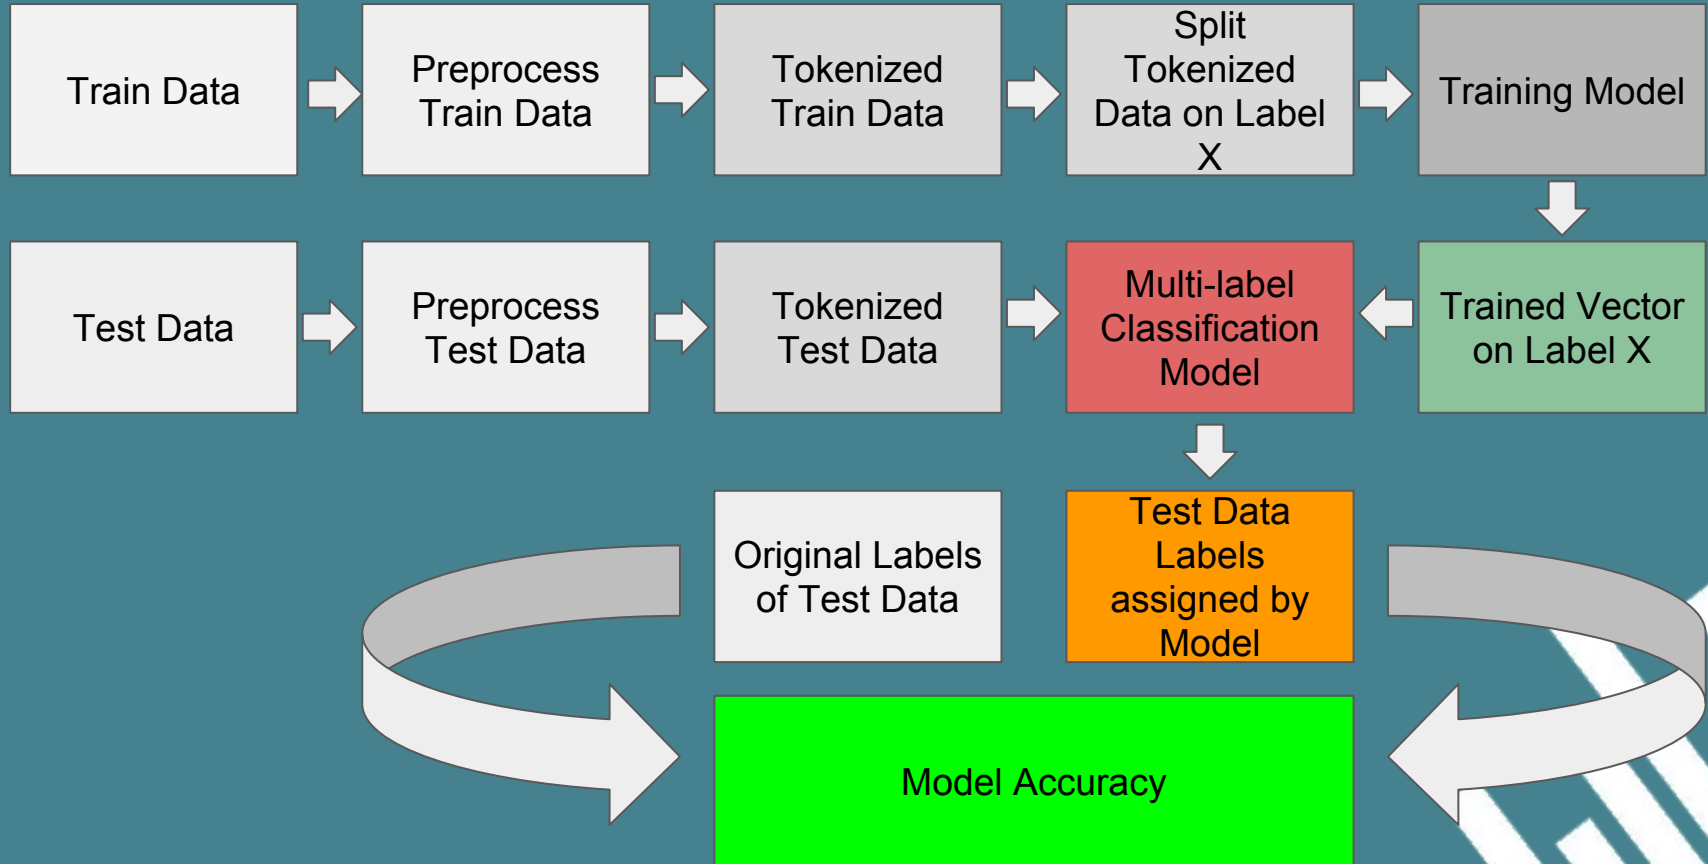 Train Data
Preprocess
Train Data
Tokenized
Train Data
Split
Tokenized
Data on Label
X
Training Model
Test Data
Preprocess
Test Data
Tokenized
Test Data
Multi-label
Classification
Model
Trained Vector
on Label X
Original Labels
of Test Data
Test Data
Labels
assigned by
Model
Model Accuracy